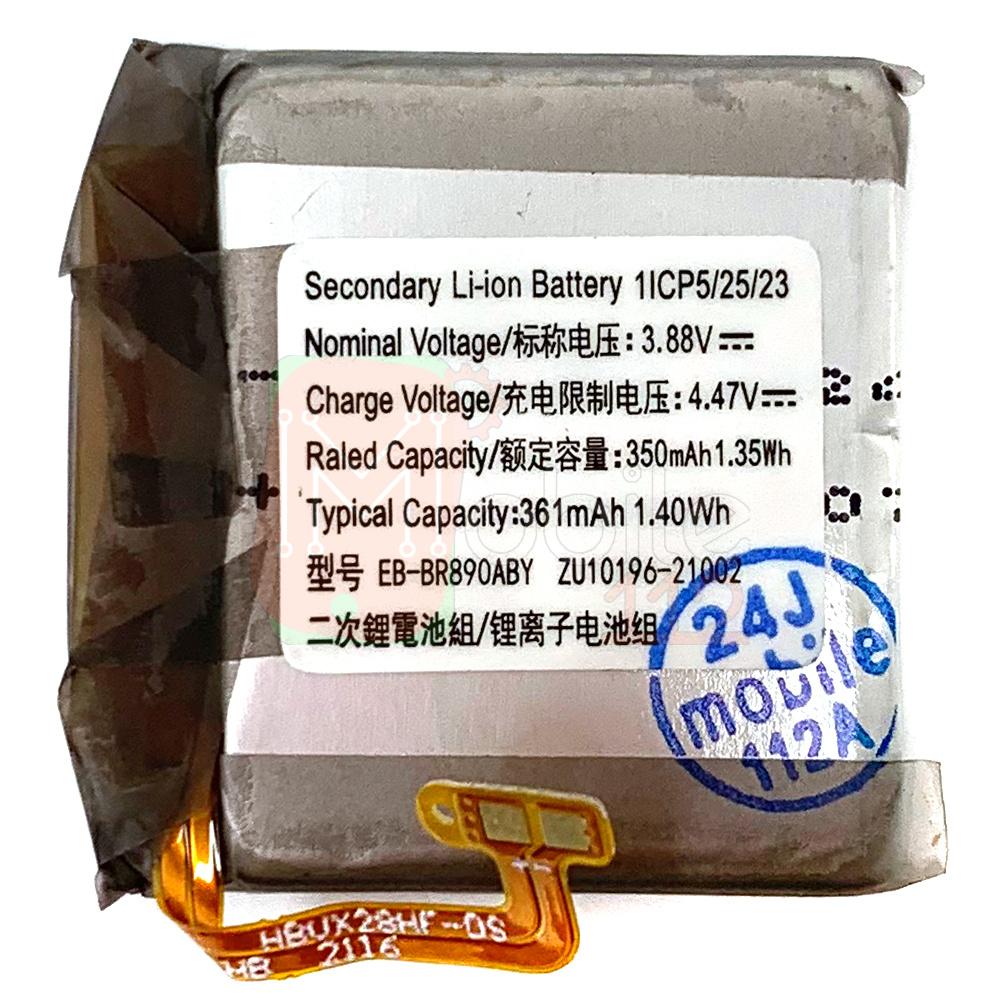 Secondary Li-ion Battery 1ICP5/25/23
Nominal Voltage/标称电压: 3.88V⎓
Charge Voltage/充电限制电压: 4.47V⎓
Raled Capacity/额定容量: 350mAh 1.35Wh
Typical Capacity: 361mAh 1.40Wh
型号 EB-BR890ABY ZU10196-21002
二次鋰電池組/锂离子电池组
Mobile
24J
mobile
112A
HBUX28HF-DS
HB 2116